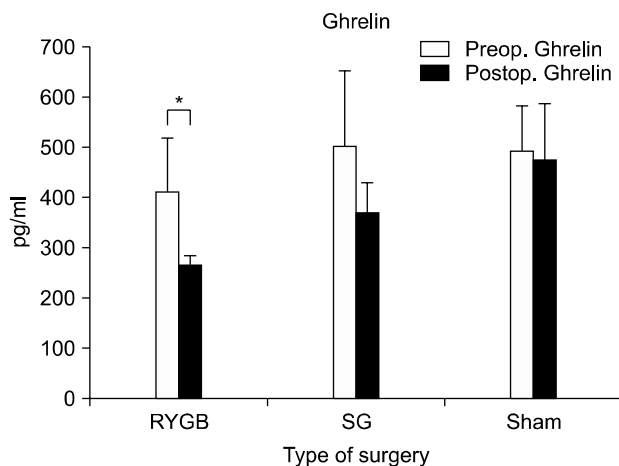 Ghrelin
Preop. Ghrelin
Postop. Ghrelin
*
700
600
500
400
300
200
100
0
pg/ml
RYGB SG Sham
Type of surgery